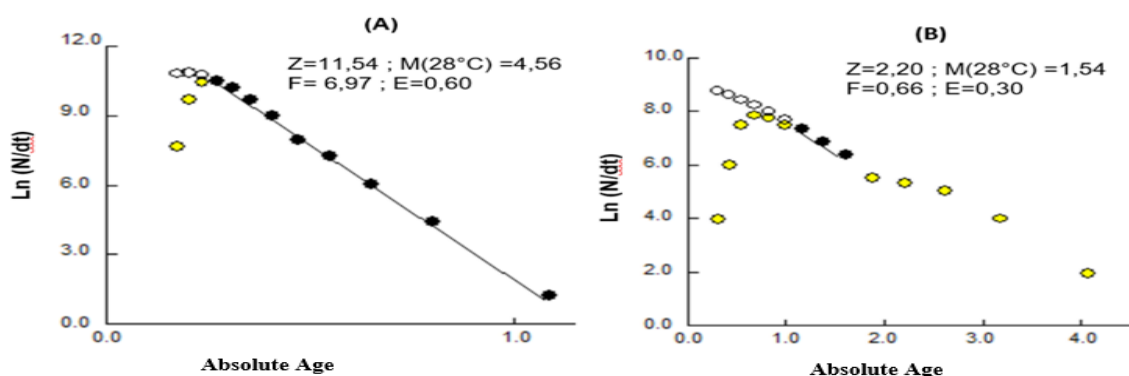 (A)
Z=11,54 ; M(28°C) =4,56
F= 6,97 ; E=0,60
Ln (N/dt)
12.0
9.0
6.0
3.0
0.0
0.0 1.0
Absolute Age
(B)
Z=2,20 ; M(28°C) =1,54
F=0,66 ; E=0,30
Ln (N/dt)
10.0
8.0
6.0
4.0
2.0
0.0
0.0 1.0 2.0 3.0 4.0
Absolute Age